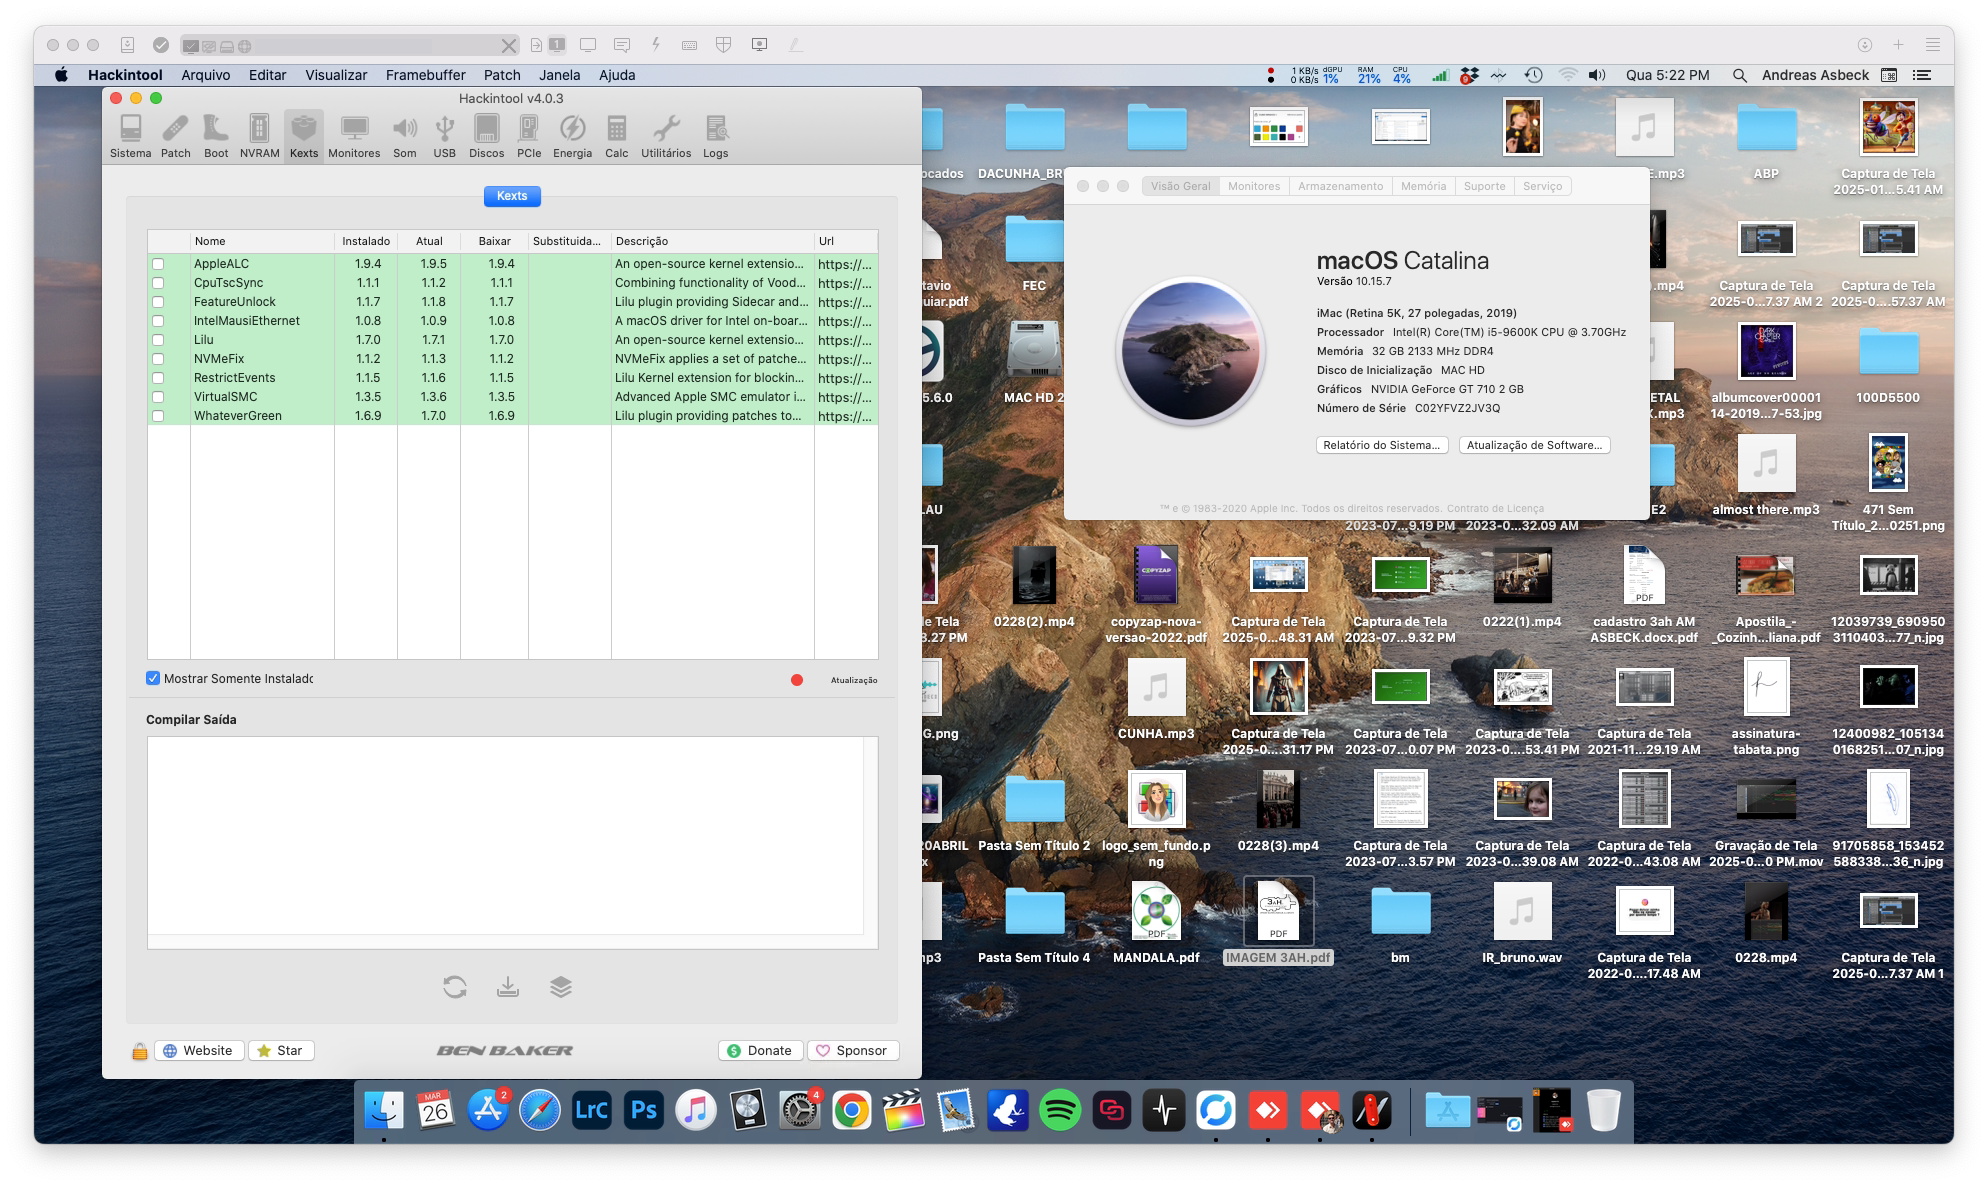 1
Hackintool Arquivo Editar Visualizar Framebuffer Patch Janela Ajuda
1 KB/s
0 KB/s
dGPU
1%
RAM
21%
CPU
4%
9
Qua 5:22 PM Andreas Asbeck
Hackintool v4.0.3
Sistema Patch Boot NVRAM Kexts Monitores Som USB Discos PCIe Energia Calc Utilitários Logs
Kexts
Nome Instalado Atual Baixar Substituida... Descrição Url
AppleALC 1.9.4 1.9.5 1.9.4 An open-source kernel extensio... https://...
CpuTscSync 1.1.1 1.1.2 1.1.1 Combining functionality of Vood... https://...
FeatureUnlock 1.1.7 1.1.8 1.1.7 Lilu plugin providing Sidecar and... https://...
IntelMausiEthernet 1.0.8 1.0.9 1.0.8 A macOS driver for Intel on-boar... https://...
Lilu 1.7.0 1.7.1 1.7.0 An open-source kernel extensio... https://...
NVMeFix 1.1.2 1.1.3 1.1.2 NVMeFix applies a set of patche... https://...
RestrictEvents 1.1.5 1.1.6 1.1.5 Lilu Kernel extension for blockin... https://...
VirtualSMC 1.3.5 1.3.6 1.3.5 Advanced Apple SMC emulator i... https://...
WhateverGreen 1.6.9 1.7.0 1.6.9 Lilu plugin providing patches to... https://...
Mostrar Somente Instalado
Atualização
Compilar Saída
Website Star BEN BAKER Donate Sponsor
Visão Geral Monitores Armazenamento Memória Suporte Serviço
macOS Catalina
Versão 10.15.7
iMac (Retina 5K, 27 polegadas, 2019)
Processador Intel(R) Core(TM) i5-9600K CPU @ 3.70GHz
Memória 32 GB 2133 MHz DDR4
Disco de Inicialização MAC HD
Gráficos NVIDIA GeForce GT 710 2 GB
Número de Série C02YFVZ2JV3Q
Relatório do Sistema... Atualização de Software...
™ e © 1983-2020 Apple Inc. Todos os direitos reservados. Contrato de Licença
ocados DACUNHA_BR E.mp3 ABP Captura de Tela
2025-01...5.41 AM
tavio
uiar.pdf
FEC
).mp4
Captura de Tela
2025-0...7.37 AM 2
Captura de Tela
2025-0....57.37 AM
5.6.0 MAC HD 2
ETAL
X.mp3
albumcover00001
14-2019...7-53.jpg
100D5500
LAU
2023-07...9.19 PM 2023-0...32.09 AM
E2 almost there.mp3
471 Sem
Título_2...0251.png
de Tela
3.27 PM
0228(2).mp4
COPYZAP
copyzap-nova-
versao-2022.pdf
Captura de Tela
2025-0...48.31 AM
Captura de Tela
2023-07...9.32 PM
0222(1).mp4
PDF
cadastro 3ah AM
ASBECK.docx.pdf
Apostila_-
_Cozinh...liana.pdf
12039739_690950
3110403...77_n.jpg
G.png
CUNHA.mp3
Captura de Tela
2025-0....31.17 PM
Captura de Tela
2023-07...0.07 PM
Captura de Tela
2023-0....53.41 PM
Captura de Tela
2021-11...29.19 AM
assinatura-
tabata.png
12400982_105134
0168251...07_n.jpg
20ABRIL
x
Pasta Sem Título 2
logo_sem_fundo.p
ng
0228(3).mp4
Captura de Tela
2023-07...3.57 PM
Captura de Tela
2023-0...39.08 AM
Captura de Tela
2022-0...43.08 AM
Gravação de Tela
2025-0...0 PM.mov
91705858_153452
588338...36_n.jpg
np3
Pasta Sem Título 4
PDF
MANDALA.pdf
3AH
PDF
IMAGEM 3AH.pdf
bm
IR_bruno.wav
Captura de Tela
2022-0....17.48 AM
0228.mp4
Captura de Tela
2025-0...7.37 AM 1
MAR
26
2
LrC
Ps
4